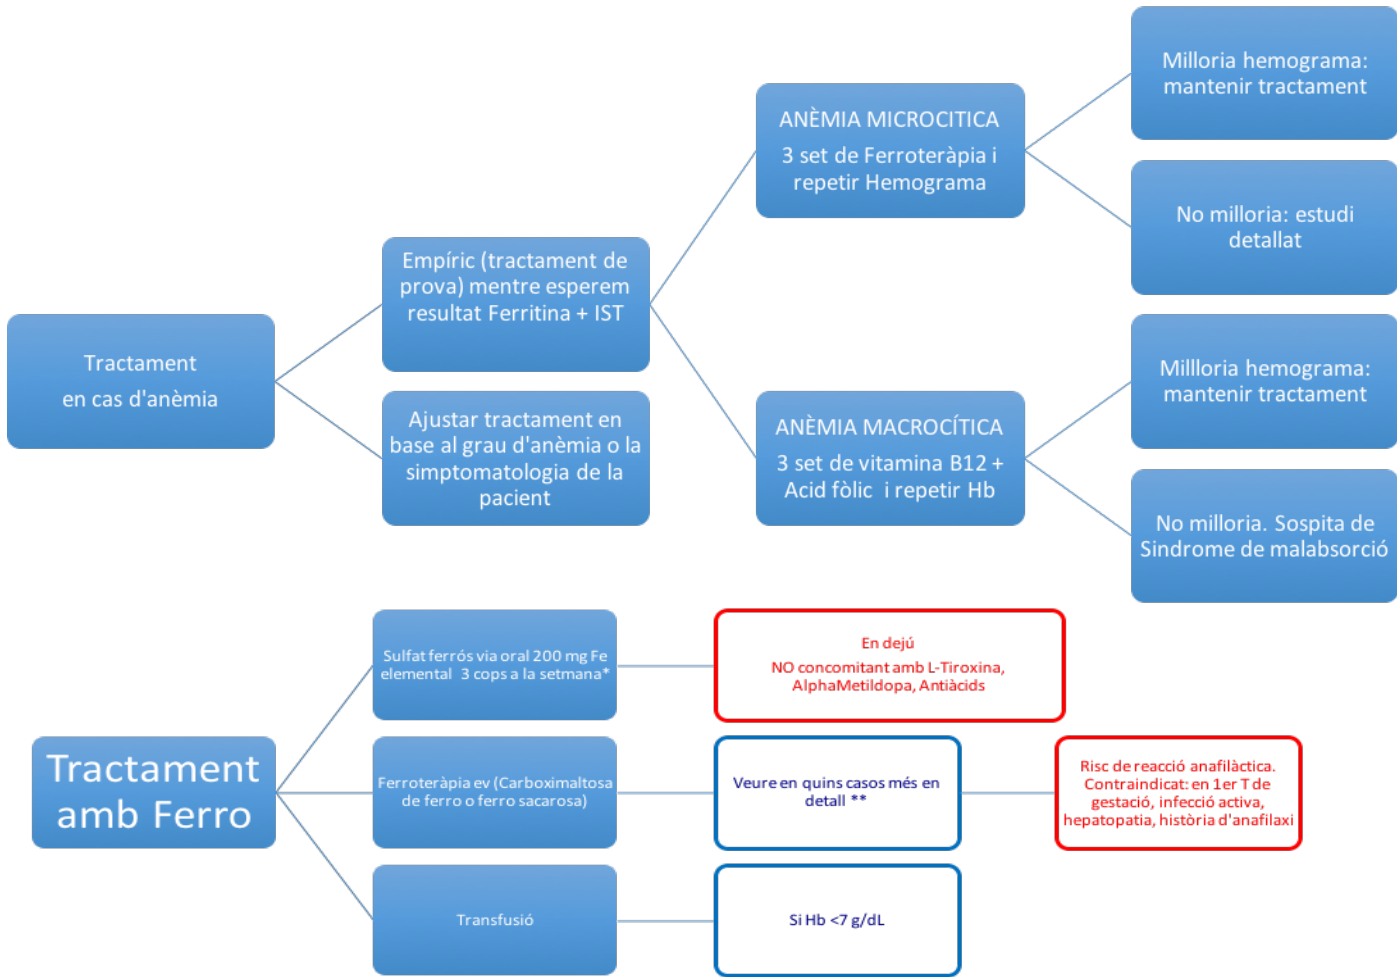 Tractament
en cas d'anèmia
Empíric (tractament de
prova) mentre esperem
resultat Ferritina + IST
Ajustar tractament en
base al grau d'anèmia o la
simptomatologia de la
pacient
ANÈMIA MICROCITICA
3 set de Ferroteràpia i
repetir Hemograma
Milloria hemograma:
mantenir tractament
No milloria: estudi
detallat
ANÈMIA MACROCÍTICA
3 set de vitamina B12 +
Acid fòlic i repetir Hb
Millloria hemograma:
mantenir tractament
No milloria. Sospita de
Sindrome de malabsorció
Tractament
amb Ferro
Sulfat ferrós via oral 200 mg Fe
elemental 3 cops a la setmana*
En dejú
NO concomitant amb L-Tiroxina,
AlphaMetildopa, Antiàcids
Ferroteràpia ev (Carboximaltosa
de ferro o ferro sacarosa)
Veure en quins casos més en
detall **
Risc de reacció anafilàctica.
Contraindicat: en 1er T de
gestació, infecció activa,
hepatopatia, història d'anafilaxi
Transfusió
Si Hb <7 g/dL